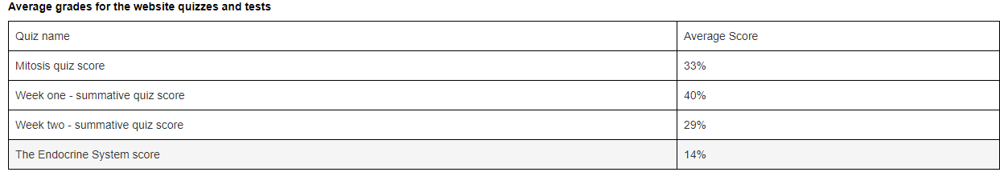 Average grades for the website quizzes and tests
Quiz name Average Score
Mitosis quiz score 33%
Week one - summative quiz score 40%
Week two - summative quiz score 29%
The Endocrine System score 14%